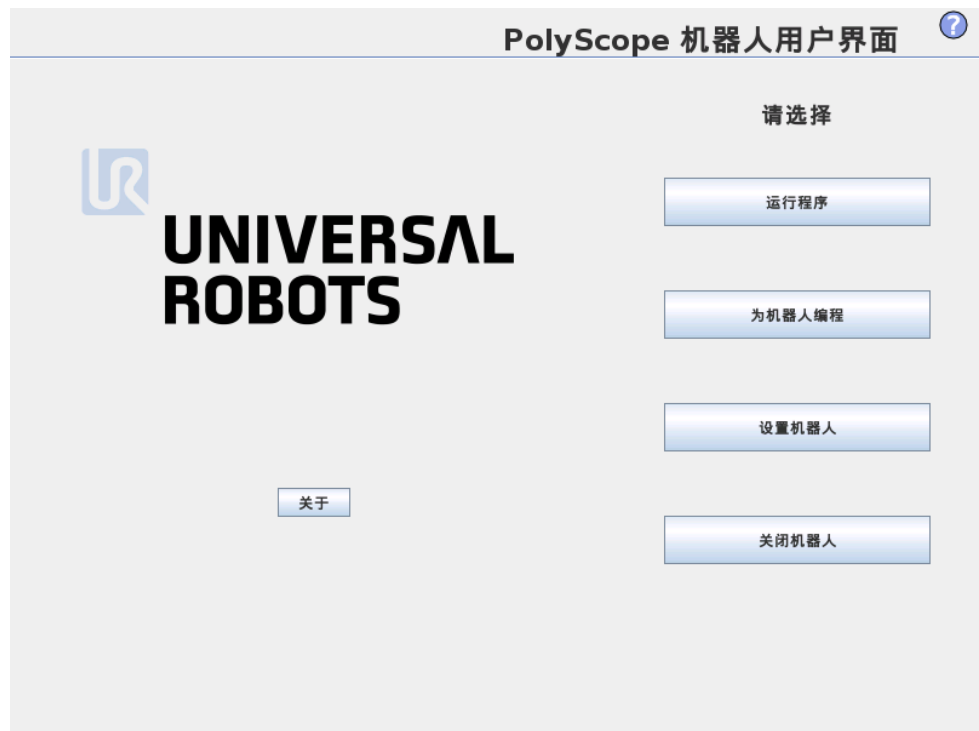 PolyScope 机器人用户界面
?
请选择
UR
UNIVERSAL
ROBOTS
运行程序
为机器人编程
设置机器人
关于
关闭机器人